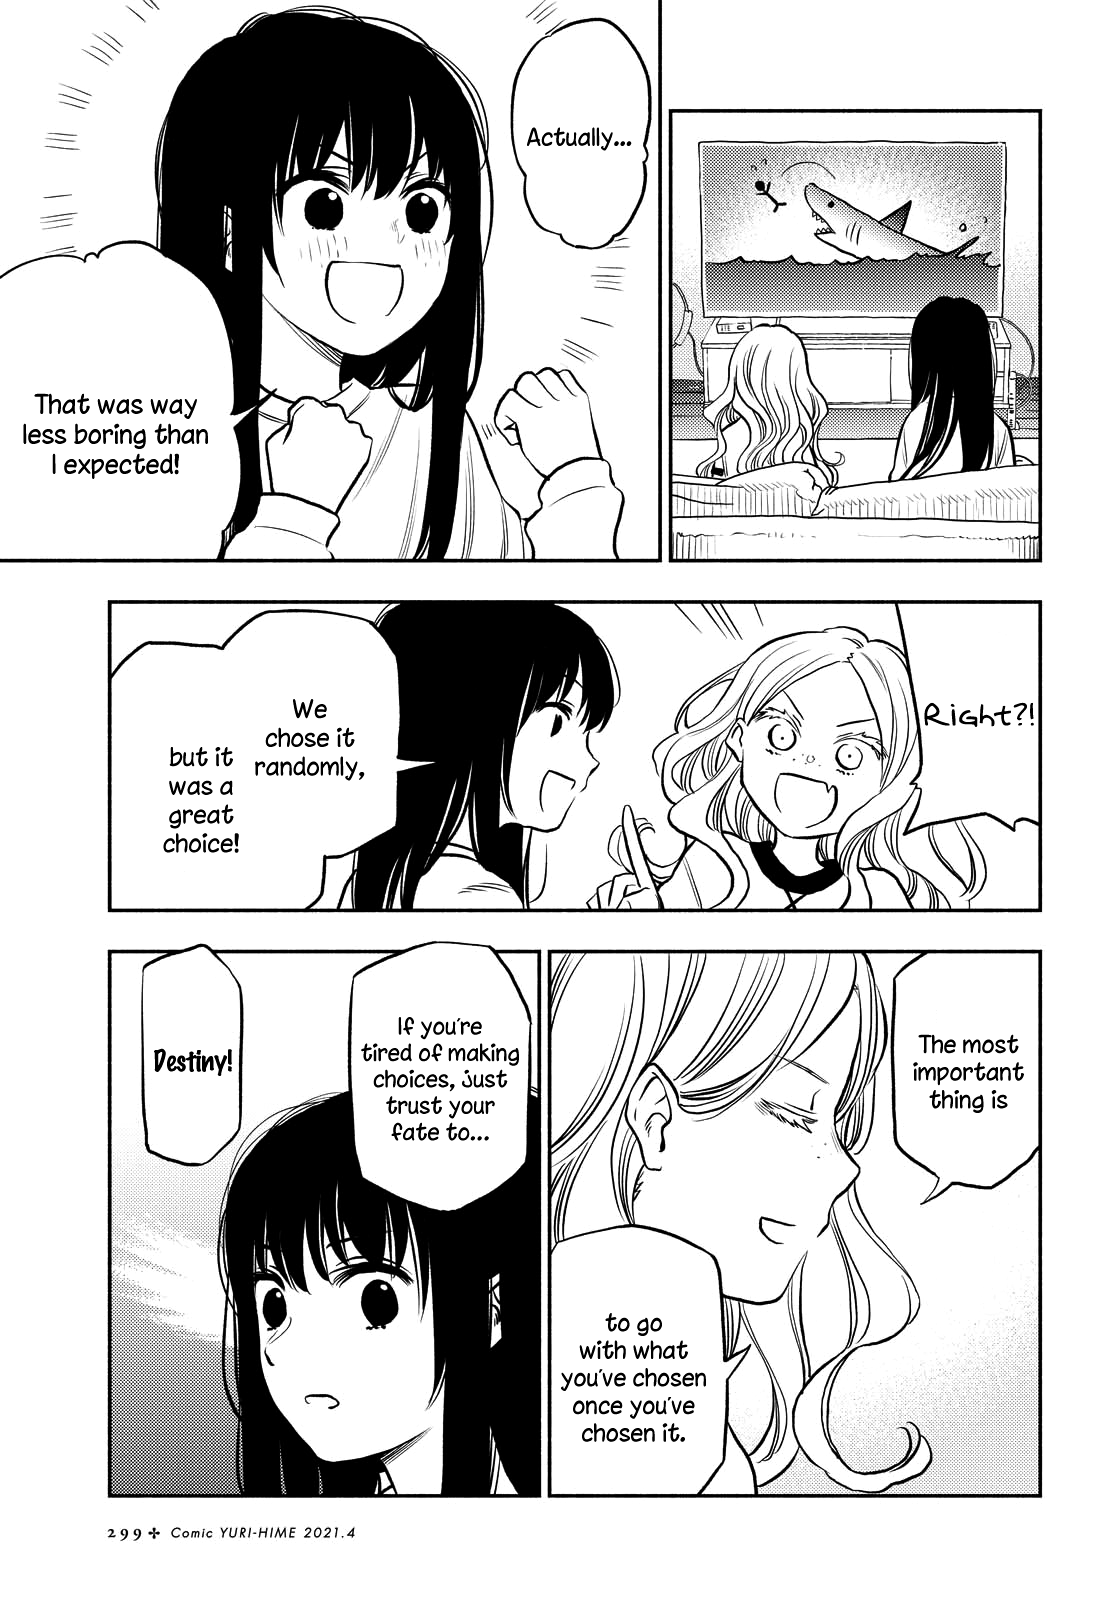 Actually...
That was way
less boring than
I expected!
Right?!
We
chose it
randomly,
but it
was a
great
choice!
The most
important
thing is
to go
with what
you've chosen
once you've
chosen it.
If you're
tired of making
choices, just
trust your
fate to...
Destiny!
299 ✢ Comic YURI-HIME 2021.4